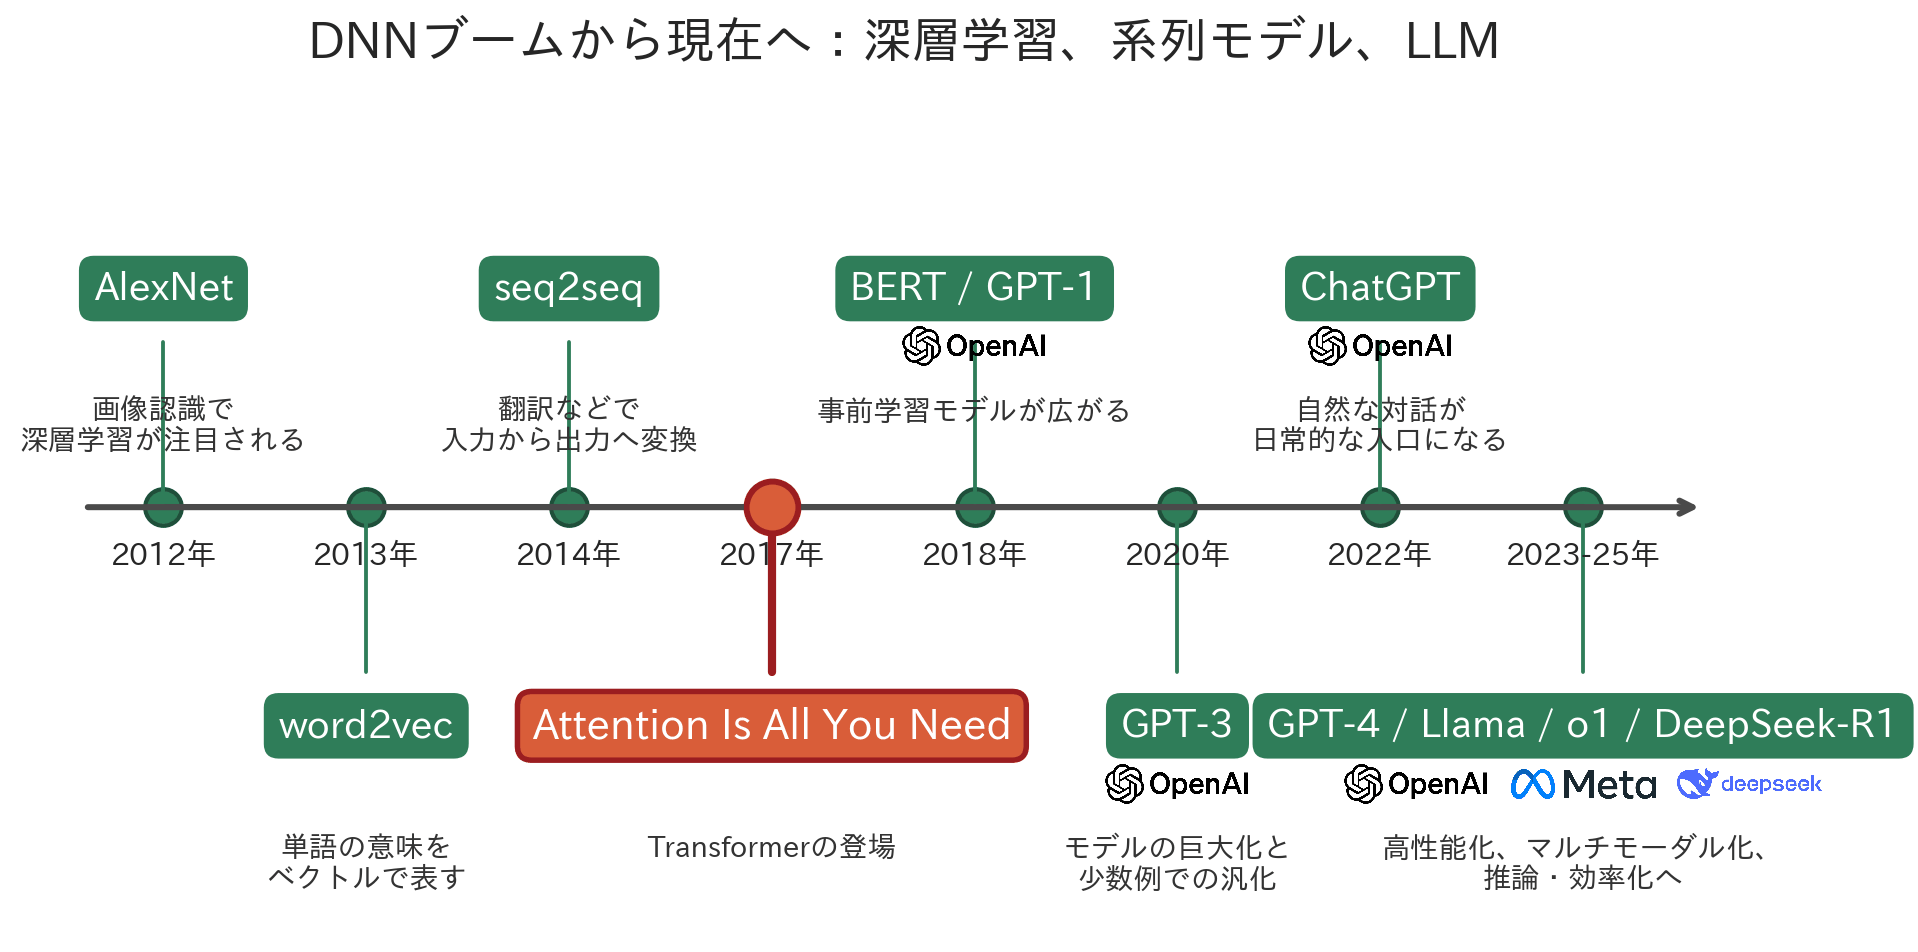 DNNブームから現在へ：深層学習、系列モデル、LLM
AlexNet
seq2seq
BERT / GPT-1
ChatGPT
OpenAI
OpenAI
画像認識で
深層学習が注目される
翻訳などで
入力から出力へ変換
事前学習モデルが広がる
自然な対話が
日常的な入口になる
2012年
2013年
2014年
2017年
2018年
2020年
2022年
2023-25年
word2vec
Attention Is All You Need
GPT-3
GPT-4 / Llama / o1 / DeepSeek-R1
OpenAI
OpenAI
Meta
deepseek
単語の意味を
ベクトルで表す
Transformerの登場
モデルの巨大化と
少数例での汎化
高性能化、マルチモーダル化、
推論・効率化へ